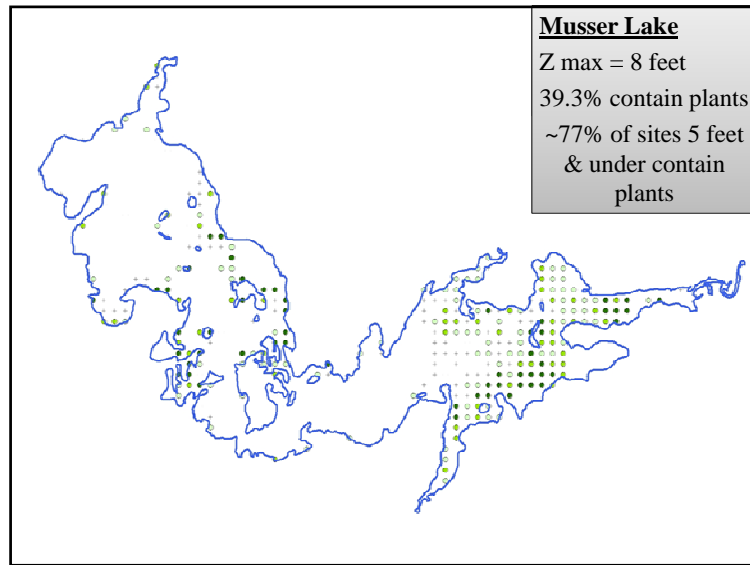 Musser Lake
Z max = 8 feet
39.3% contain plants
~77% of sites 5 feet
& under contain
plants